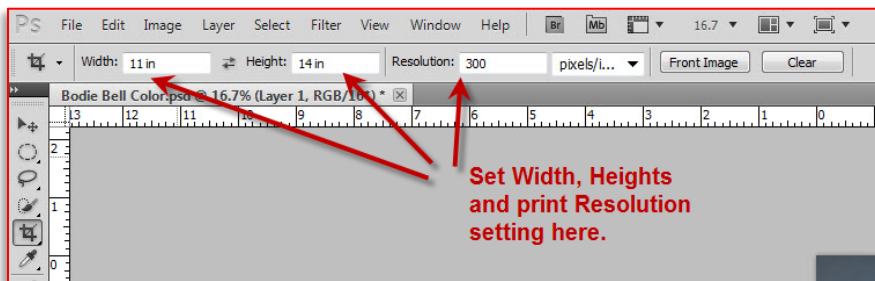 Ps File Edit Image Layer Select Filter View Window Help Br Mb 16.7
Width: 11 in Height: 14 in Resolution: 300 pixels/i... Front Image Clear
Bodie Bell Color.psd @ 16.7% (Layer 1, RGB/16*) *
13 12 11 10 9 8 7 6 5 4 3 2 1 0
2
1
0
Set Width, Heights
and print Resolution
setting here.